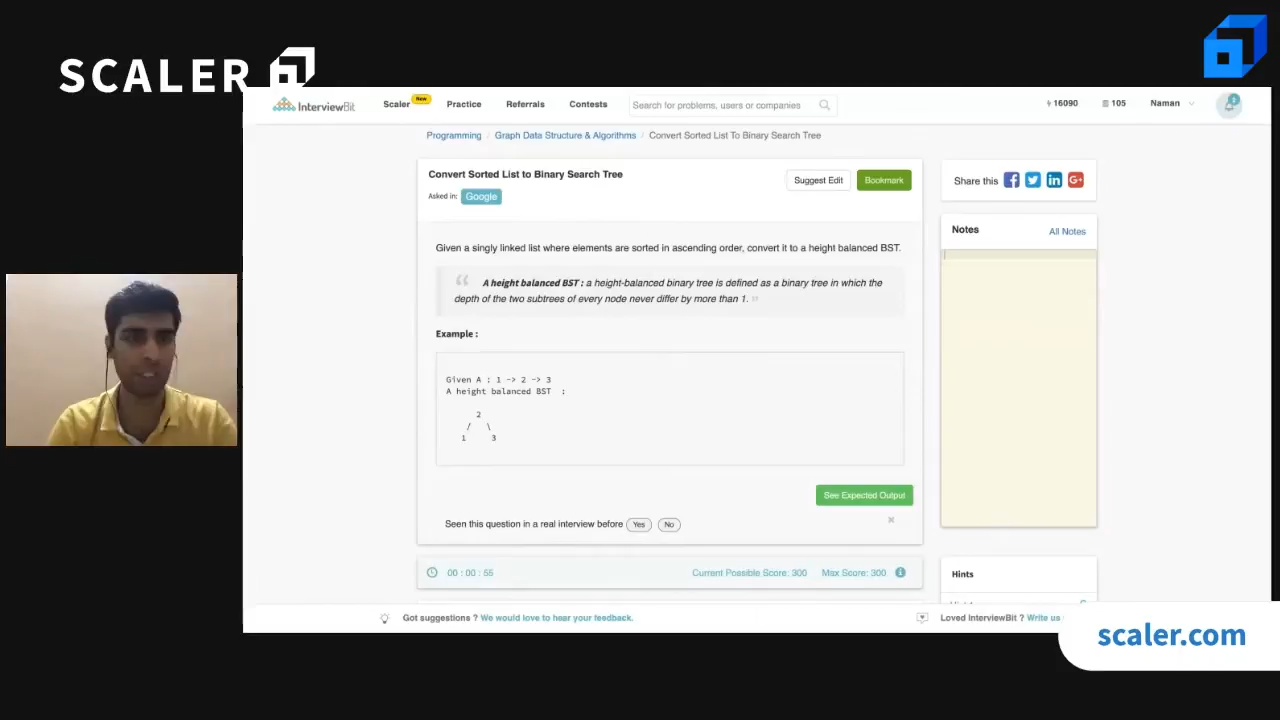 SCALER
InterviewBit
Scaler New Practice Referrals Contests Search for problems, users or companies 16090 105 Naman
Programming / Graph Data Structure & Algorithms / Convert Sorted List To Binary Search Tree
Convert Sorted List to Binary Search Tree
Suggest Edit Bookmark
Asked in: Google
Given a singly linked list where elements are sorted in ascending order, convert it to a height balanced BST.
“ A height balanced BST : a height-balanced binary tree is defined as a binary tree in which the
depth of the two subtrees of every node never differ by more than 1. ”
Example :
Given A : 1 -> 2 -> 3
A height balanced BST :
2
/ \
1 3
See Expected Output
Seen this question in a real interview before Yes No
00 : 00 : 55 Current Possible Score: 300 Max Score: 300
Share this
Notes All Notes
Hints
Got suggestions ? We would love to hear your feedback.
Loved InterviewBit ? Write us
scaler.com